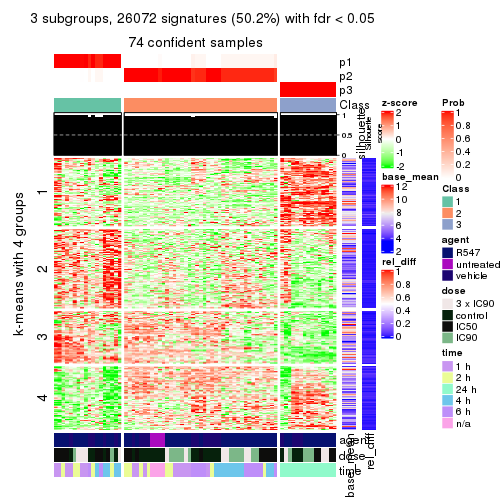 3 subgroups, 26072 signatures (50.2%) with fdr < 0.05
74 confident samples
p1
p2
p3
Class
1
0.5
0
silhouette
Silhouette
score
k-means with 4 groups
1
2
3
4
agent
dose
time
base_mean
rel_diff
z-score
2
1
0
-1
-2
base_mean
12
10
8
6
4
2
rel_diff
1
0.8
0.6
0.4
0.2
0
Prob
1
0.8
0.6
0.4
0.2
0
Class
1
2
3
agent
R547
untreated
vehicle
dose
3 x IC90
control
IC50
IC90
time
1 h
2 h
24 h
4 h
6 h
n/a